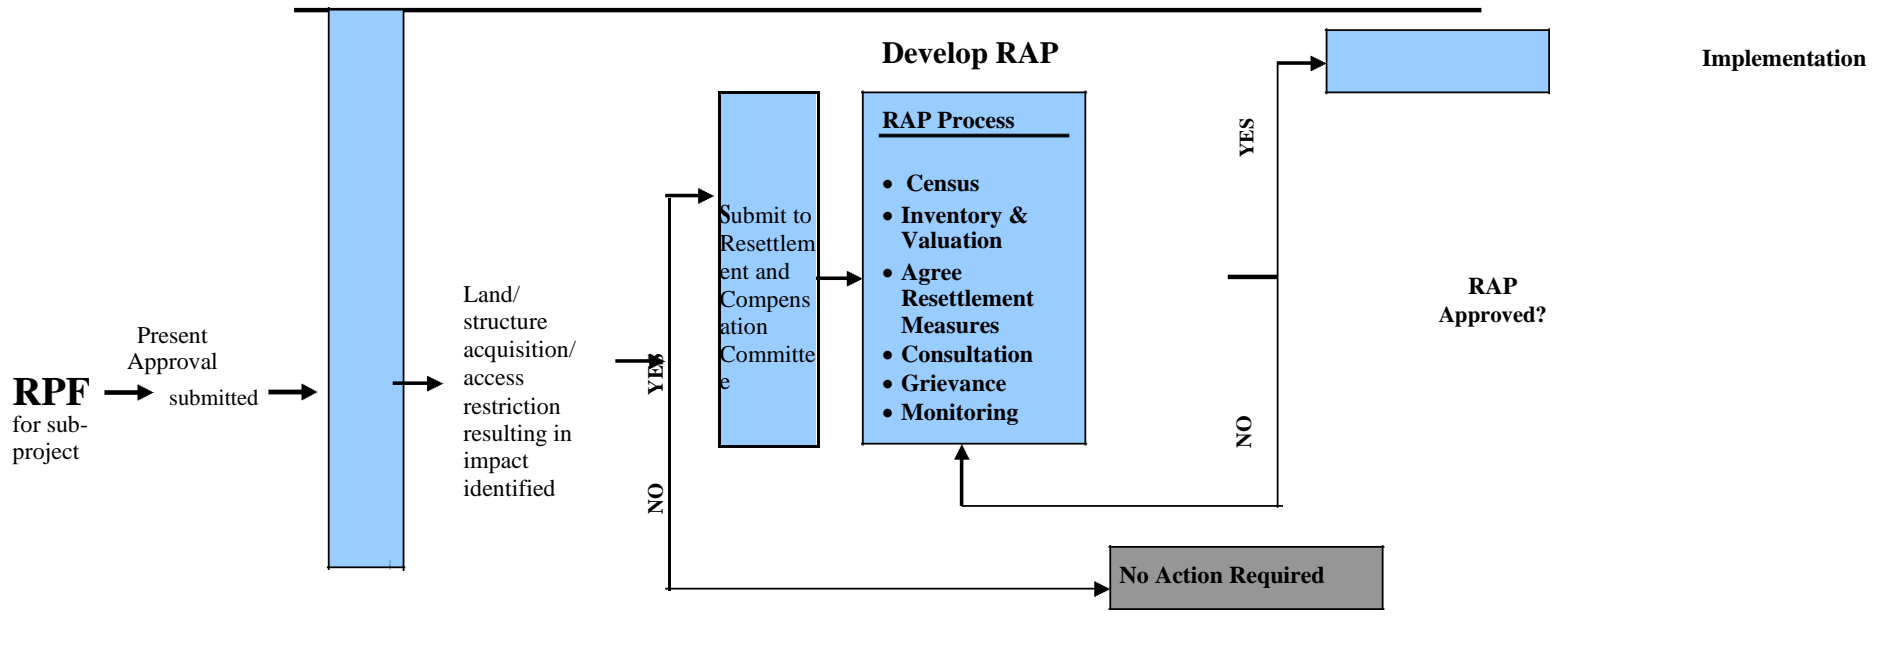 Develop RAP
Implementation
RPF
for sub-
project
Present
Approval
submitted
Land/
structure
acquisition/
access
restriction
resulting in
impact
identified
YES
NO
Submit to
Resettlem
ent and
Compens
ation
Committe
e
RAP Process
• Census
• Inventory &
Valuation
• Agree
Resettlement
Measures
• Consultation
• Grievance
• Monitoring
YES
NO
RAP
Approved?
No Action Required